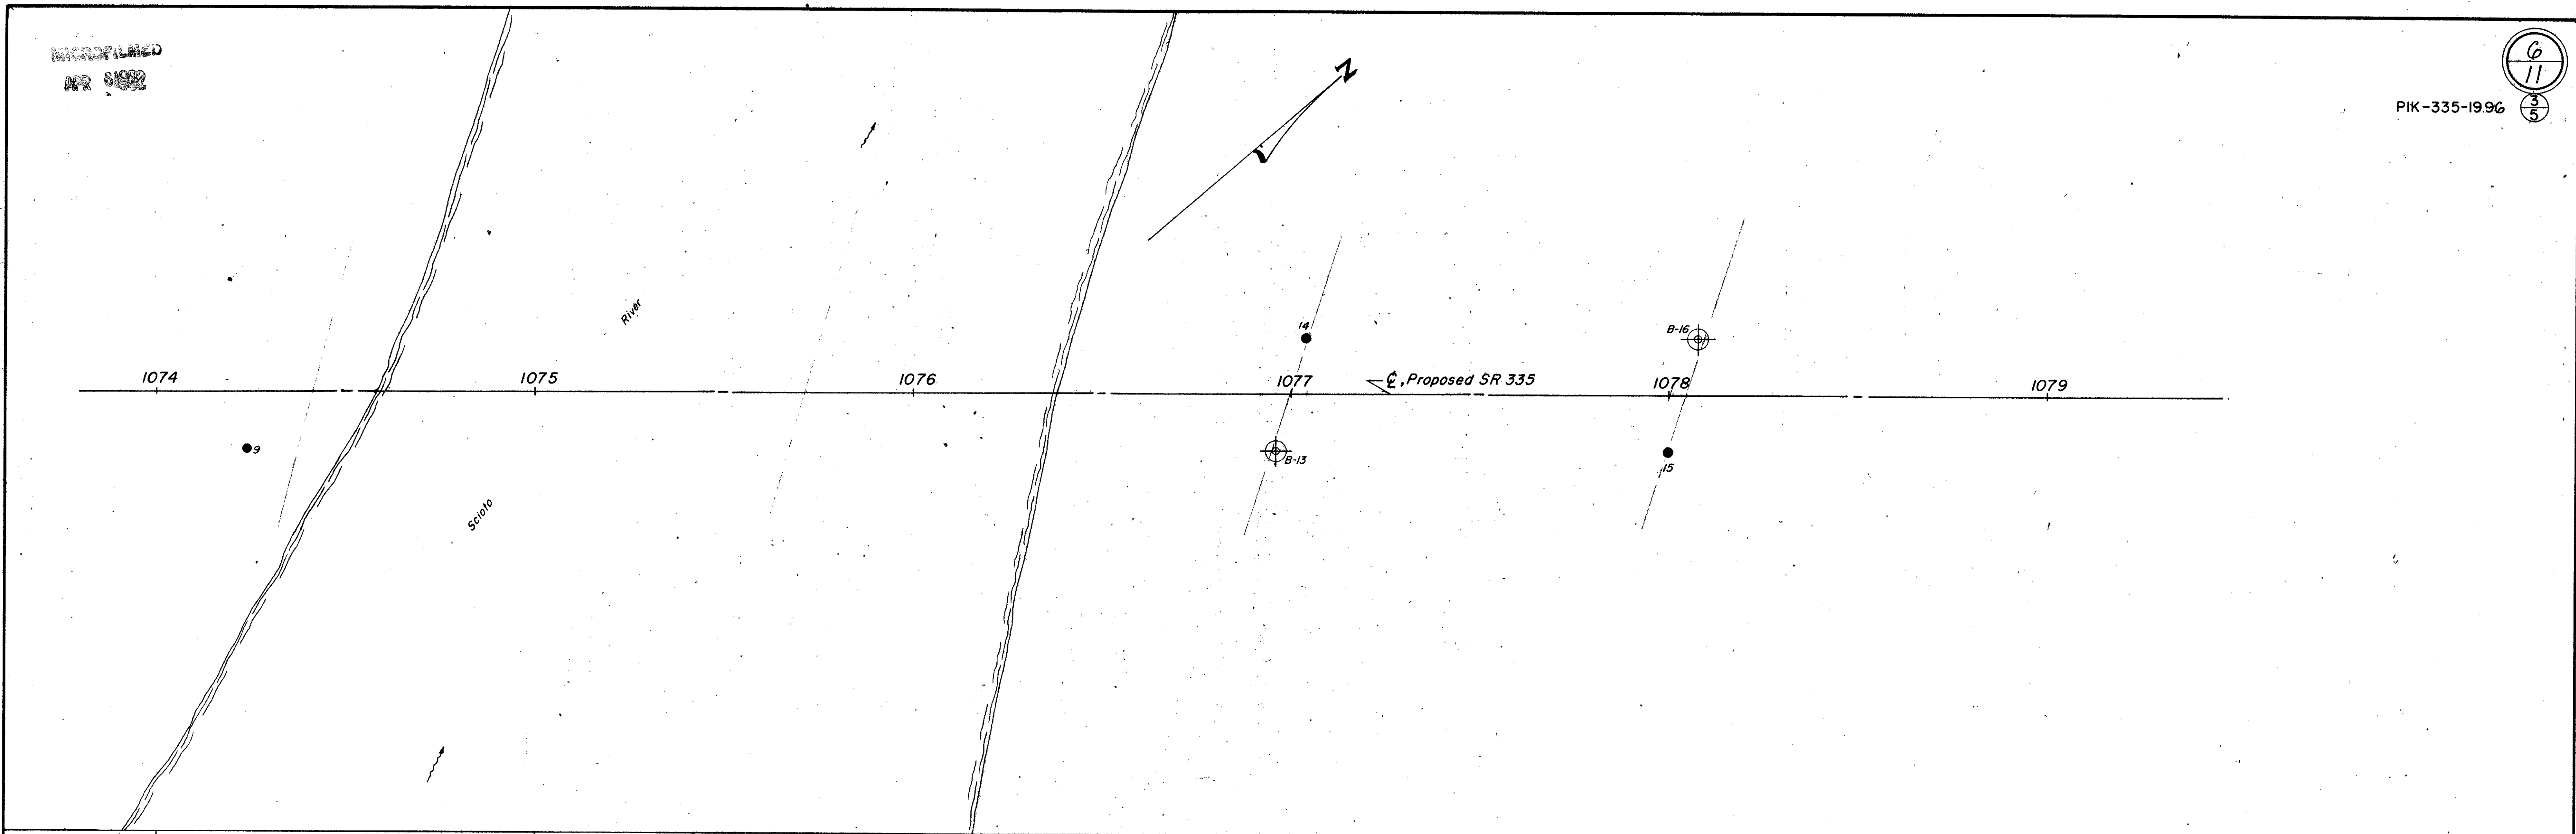 MICROFILMED
APR
6
11
PIK-335-19.96
3
5
N
River
14
B-16
1074
1075
1076
1077
℄, Proposed SR 335
1078
1079
9
B-13
15
Scioto